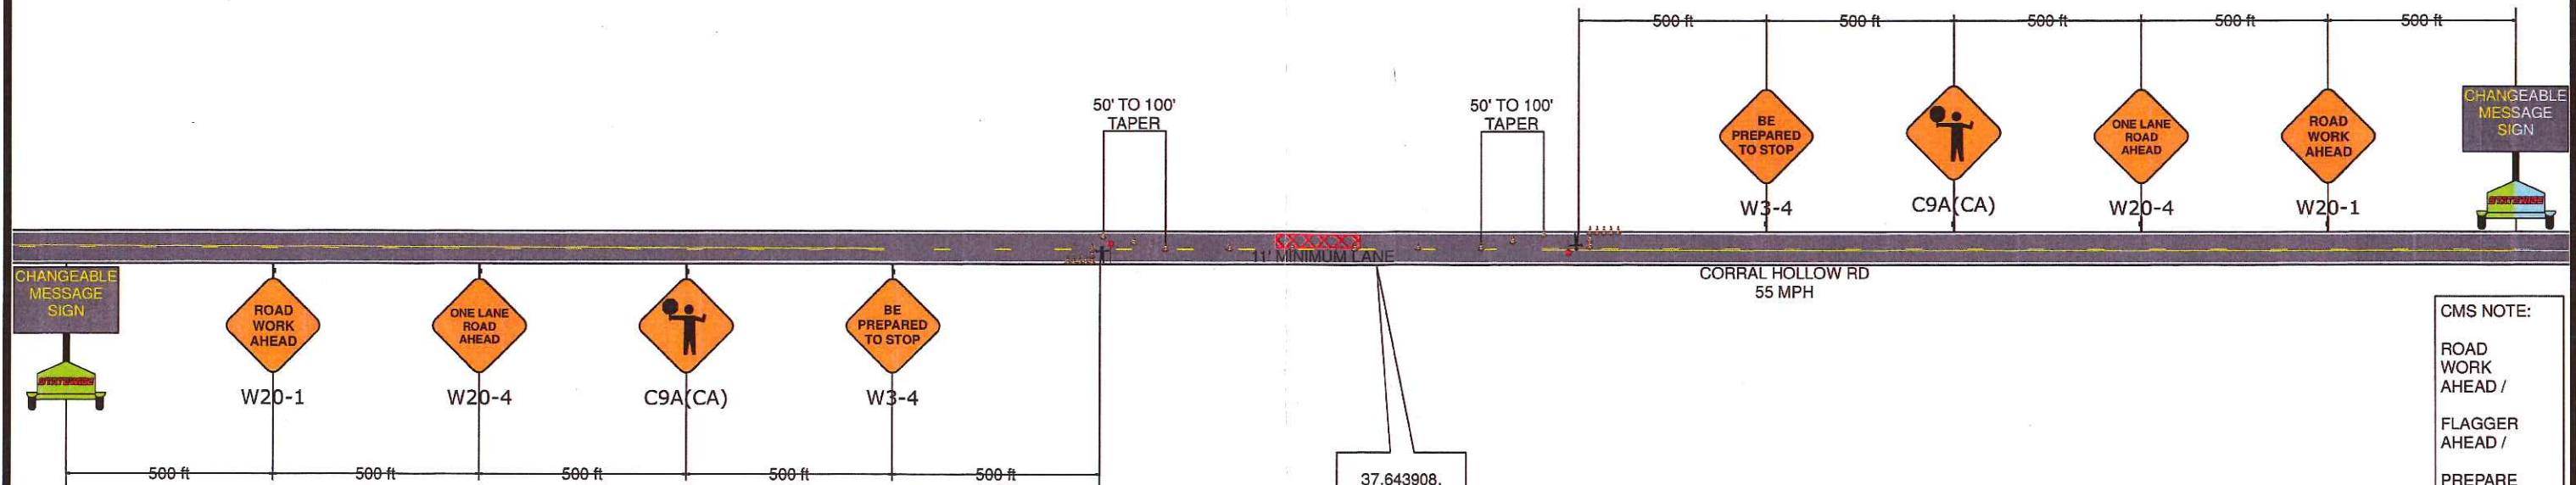 500 ft
500 ft
500 ft
500 ft
500 ft
50' TO 100'
TAPER
50' TO 100'
TAPER
BE
PREPARED
TO STOP
ONE LANE
ROAD
AHEAD
ROAD
WORK
AHEAD
CHANGEABLE
MESSAGE
SIGN
W3-4
C9A(CA)
W20-4
W20-1
STATEWIDE
11' MINIMUM LANE
CORRAL HOLLOW RD
55 MPH
CHANGEABLE
MESSAGE
SIGN
ROAD
WORK
AHEAD
ONE LANE
ROAD
AHEAD
BE
PREPARED
TO STOP
STATEWIDE
W20-1
W20-4
C9A(CA)
W3-4
500 ft
500 ft
500 ft
500 ft
500 ft
37.643908,
CMS NOTE:
ROAD
WORK
AHEAD /
FLAGGER
AHEAD /
PREPARE